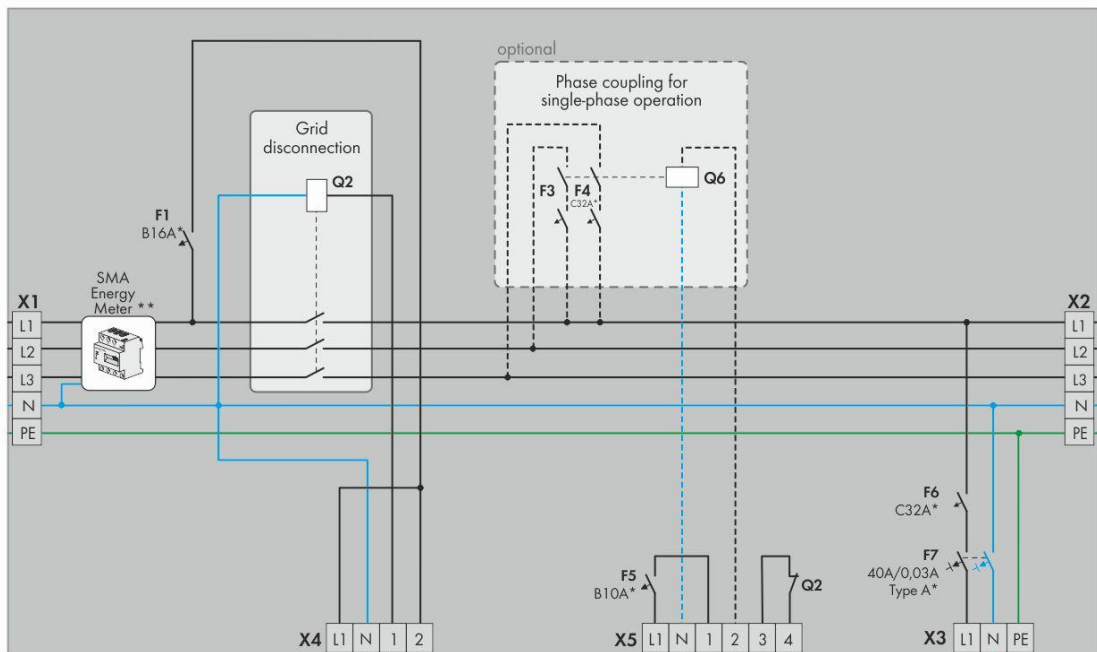 optional
Phase coupling for
single-phase operation
Grid
disconnection
Q2
F3
F4
C32A*
Q6
F1
B16A*
SMA
Energy
Meter **
X1
X2
L1
L1
L2
L2
L3
L3
N
N
PE
PE
F6
C32A*
F7
40A/0,03A
Type A*
F5
B10A*
Q2
X4
L1
N
1
2
X5
L1
N
1
2
3
4
X3
L1
N
PE